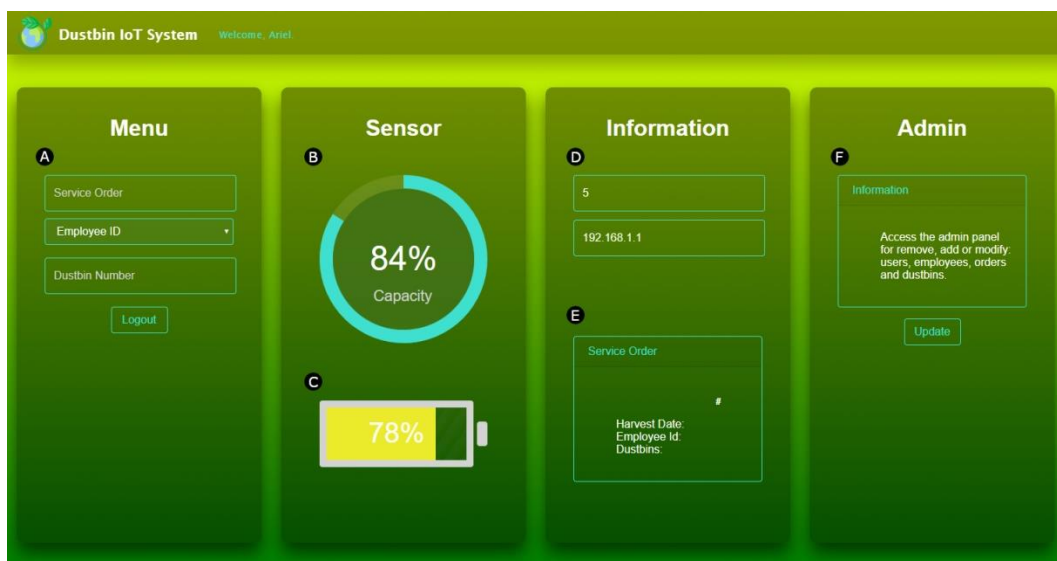 Dustbin IoT System
Welcome, Ariel.
Menu
A
Service Order
Employee ID
Dustbin Number
Logout
Sensor
B
84%
Capacity
C
78%
Information
D
5
192.168.1.1
E
Service Order
#
Harvest Date:
Employee Id:
Dustbins:
Admin
F
Information
Access the admin panel
for remove, add or modify:
users, employees, orders
and dustbins.
Update